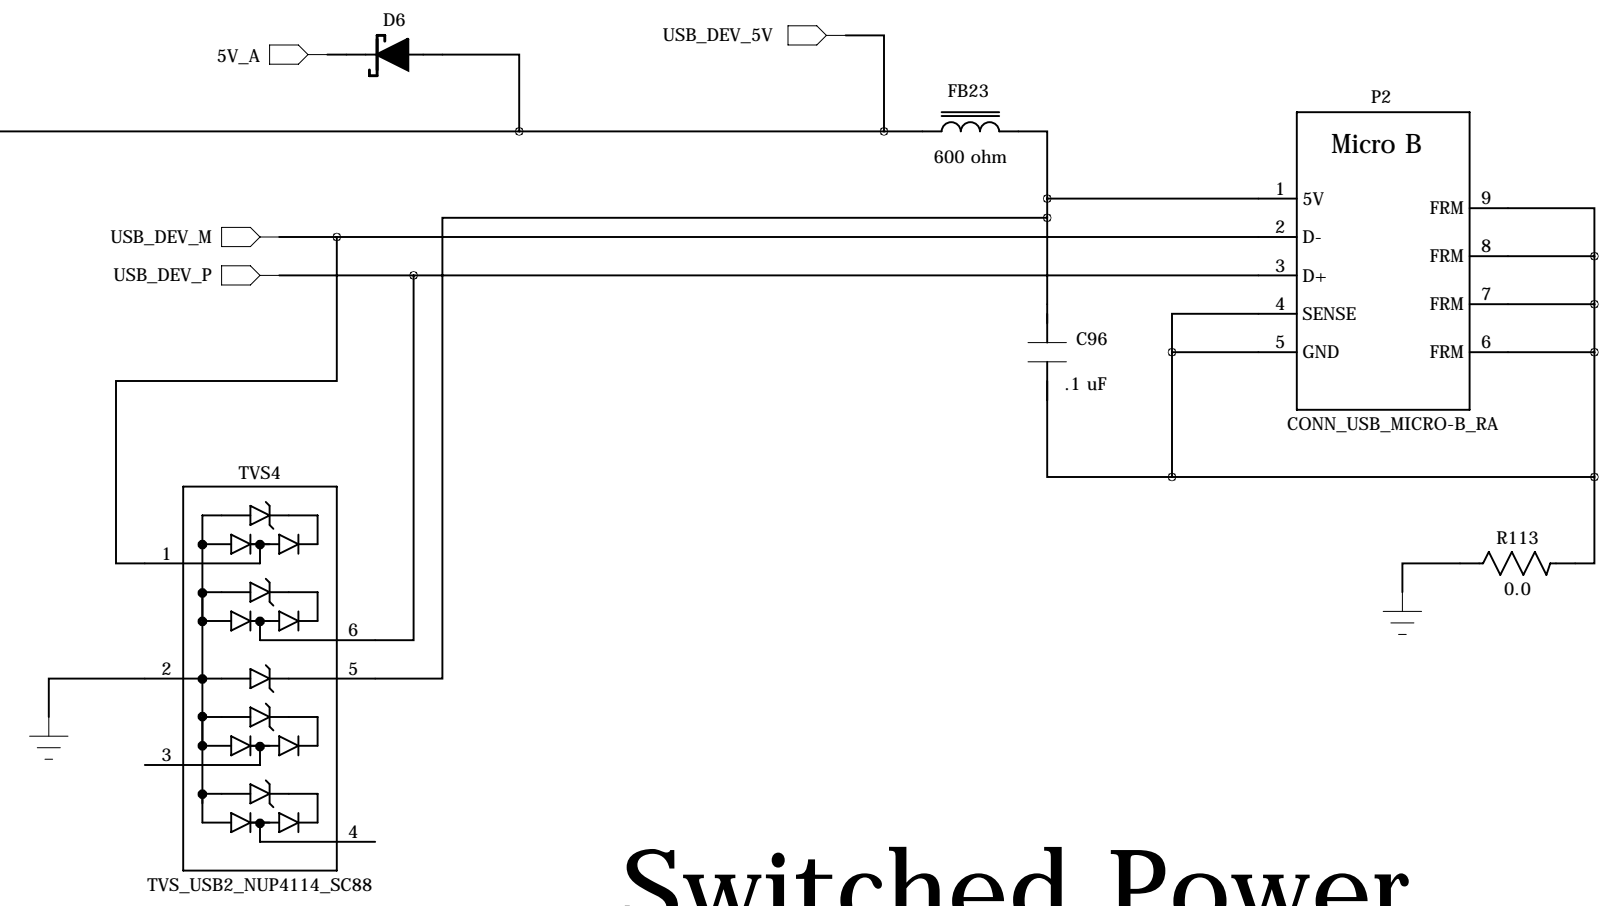 D6
5V_A
USB_DEV_5V
FB23
600 ohm
P2
Micro B
1
5V
2
D-
3
D+
4
SENSE
5
GND
FRM
9
FRM
8
FRM
7
FRM
6
CONN_USB_MICRO-B_RA
USB_DEV_M
USB_DEV_P
C96
.1 uF
R113
0.0
TVS4
1
6
2
5
3
4
TVS_USB2_NUP4114_SC88
Switched Power